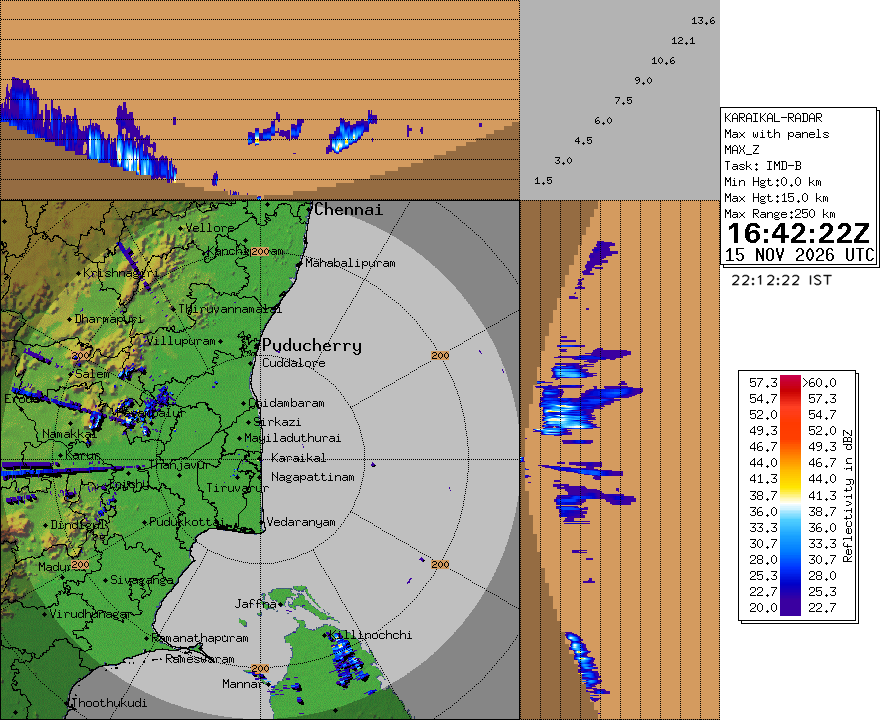 13.6
12.1
10.6
9.0
7.5
6.0
4.5
3.0
1.5
KARAIKAL-RADAR
Max with panels
MAX_Z
Task: IMD-B
Min Hgt:0.0 km
Max Hgt:15.0 km
Max Range:250 km
16:42:22Z
15 NOV 2026 UTC
22:12:22 IST
Chennai
Vellore
200
Mahabalipuram
Krishnagiri
Thiruvannamalai
Dharmapuri
Villupuram
Pyducherry
200
200
Cuddalore
Salem
Chidambaram
Sirkazi
Namakkal
Mayiladuthurai
Karur
Karaikal
Thanjavur
Nagapattinam
Tiruvarur
Dindigul
Pudukkottai
Vedaranyam
200
200
Sivaganga
Jaffna
Virudhunagar
Ramanathapuram
Killinochchi
Rameswaram
200
Mannar
Thoothukudi
57.3 >60.0
54.7 57.3
52.0 54.7
49.3 52.0
46.7 49.3
44.0 46.7
41.3 44.0
38.7 41.3
36.0 38.7
33.3 36.0
30.7 33.3
28.0 30.7
25.3 28.0
22.7 25.3
20.0 22.7
Reflectivity in dBZ